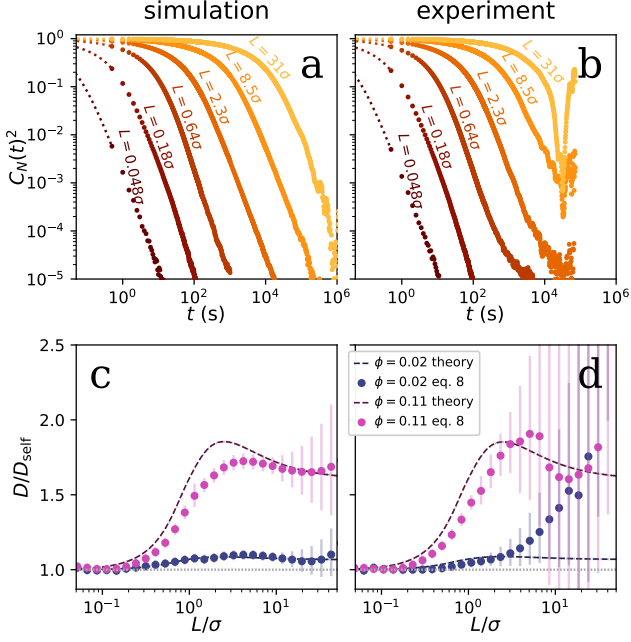 simulation
experiment
a
L = 0.048σ
L = 0.18σ
L = 0.64σ
L = 2.3σ
L = 8.5σ
L = 31σ
10^0
10^-1
10^-2
10^-3
10^-4
10^-5
C_N(t)^2
10^0
10^2
10^4
10^6
t (s)
b
L = 0.048σ
L = 0.18σ
L = 0.64σ
L = 2.3σ
L = 8.5σ
L = 31σ
10^0
10^2
10^4
10^6
t (s)
c
2.5
2.0
1.5
1.0
D/D_self
10^-1
10^0
10^1
L/σ
d
ϕ = 0.02 theory
ϕ = 0.02 eq. 8
ϕ = 0.11 theory
ϕ = 0.11 eq. 8
10^-1
10^0
10^1
L/σ